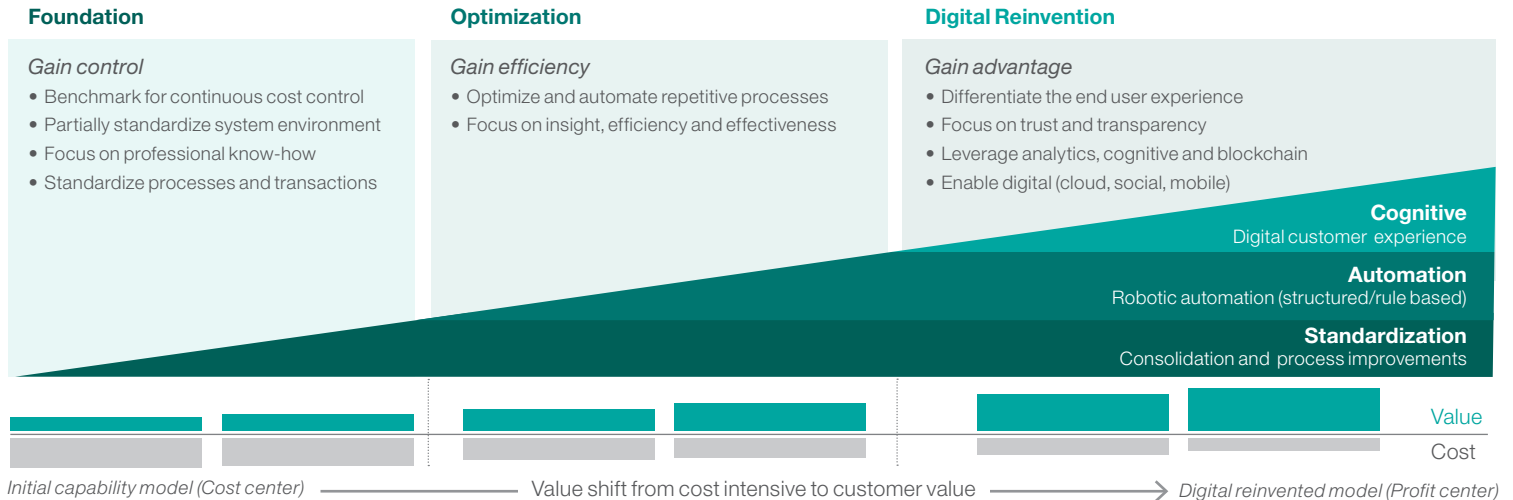 Foundation
Gain control
• Benchmark for continuous cost control
• Partially standardize system environment
• Focus on professional know-how
• Standardize processes and transactions
Optimization
Gain efficiency
• Optimize and automate repetitive processes
• Focus on insight, efficiency and effectiveness
Digital Reinvention
Gain advantage
• Differentiate the end user experience
• Focus on trust and transparency
• Leverage analytics, cognitive and blockchain
• Enable digital (cloud, social, mobile)
Cognitive
Digital customer experience
Automation
Robotic automation (structured/rule based)
Standardization
Consolidation and process improvements
Value
Cost
Initial capability model (Cost center)
Value shift from cost intensive to customer value
Digital reinvented model (Profit center)